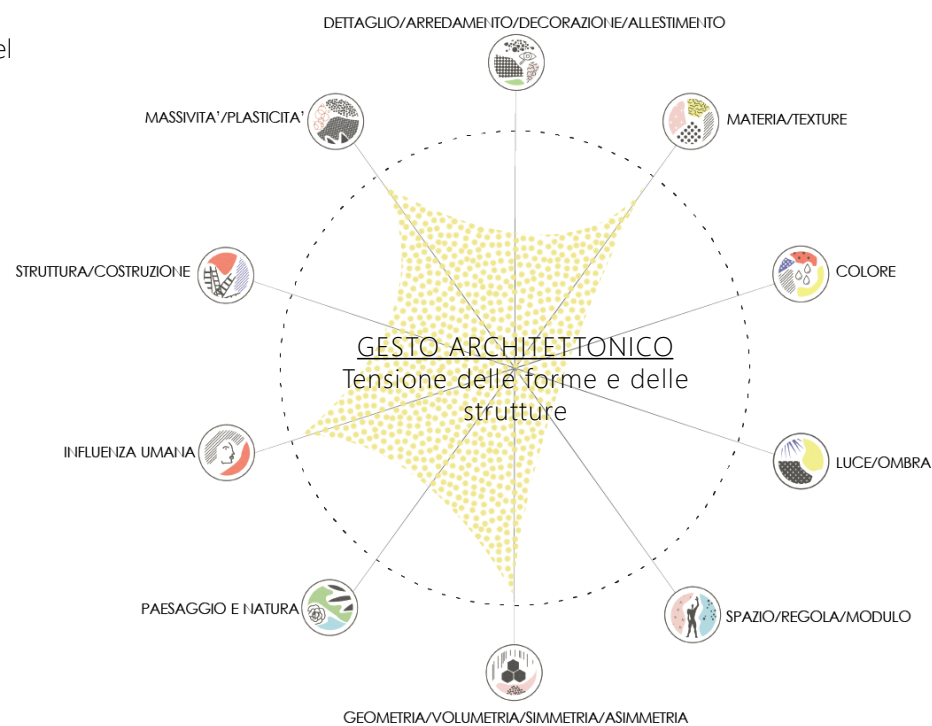 DETTAGLIO/ARREDAMENTO/DECORAZIONE/ALLESTIMENTO
el
MASSIVITA'/PLASTICITA'
MATERIA/TEXTURE
STRUTTURA/COSTRUZIONE
COLORE
GESTO ARCHITETTONICO
Tensione delle forme e delle
strutture
INFLUENZA UMANA
LUCE/OMBRA
PAESAGGIO E NATURA
SPAZIO/REGOLA/MODULO
GEOMETRIA/VOLUMETRIA/SIMMETRIA/ASIMMETRIA